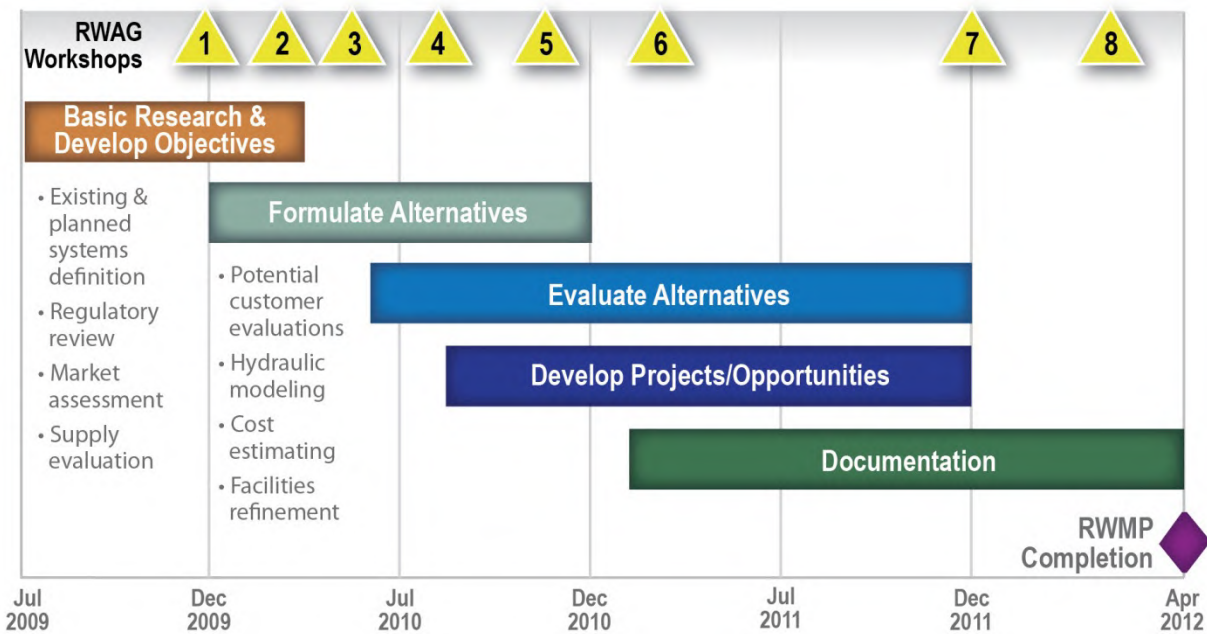 RWAG
Workshops
1
2
3
4
5
6
7
8
Basic Research &
Develop Objectives
• Existing &
planned
systems
definition
• Regulatory
review
• Market
assessment
• Supply
evaluation
Formulate Alternatives
• Potential
customer
evaluations
• Hydraulic
modeling
• Cost
estimating
• Facilities
refinement
Evaluate Alternatives
Develop Projects/Opportunities
Documentation
RWMP
Completion
Jul
2009
Dec
2009
Jul
2010
Dec
2010
Jul
2011
Dec
2011
Apr
2012